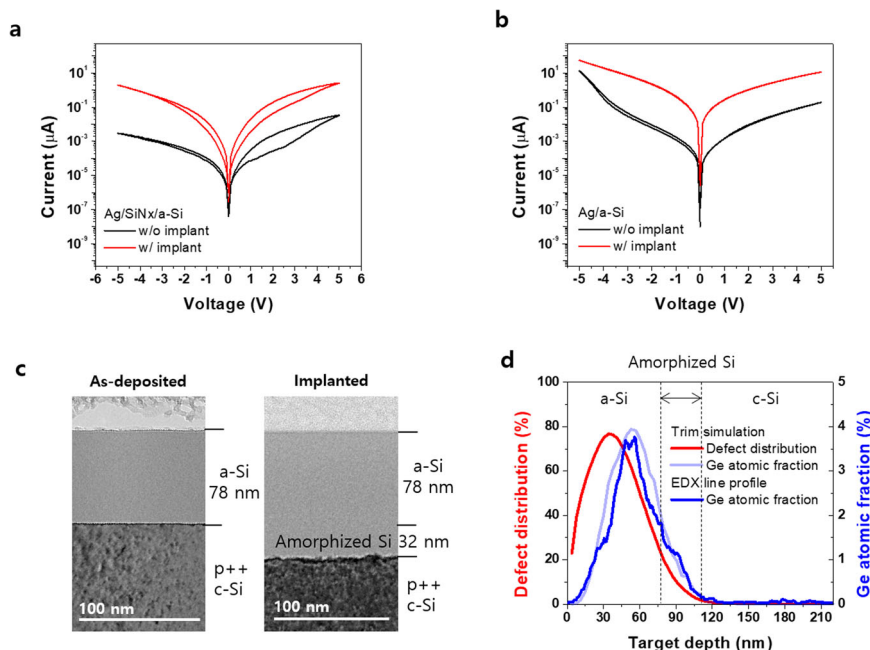 a
Current (μA)
10¹
10⁻¹
10⁻³
10⁻⁵
10⁻⁷
10⁻⁹
Ag/SiNx/a-Si
w/o implant
w/ implant
-6 -5 -4 -3 -2 -1 0 1 2 3 4 5 6
Voltage (V)
b
Current (μA)
10¹
10⁻¹
10⁻³
10⁻⁵
10⁻⁷
10⁻⁹
Ag/a-Si
w/o implant
w/ implant
-5 -4 -3 -2 -1 0 1 2 3 4 5
Voltage (V)
c
As-deposited
Implanted
a-Si
78 nm
p++
c-Si
100 nm
a-Si
78 nm
Amorphized Si 32 nm
p++
c-Si
100 nm
d
Amorphized Si
a-Si
c-Si
Defect distribution (%)
100
80
60
40
20
0
Trim simulation
Defect distribution
Ge atomic fraction
EDX line profile
Ge atomic fraction
5
4
3
2
1
0
Ge atomic fraction (%)
0 30 60 90 120 150 180 210
Target depth (nm)